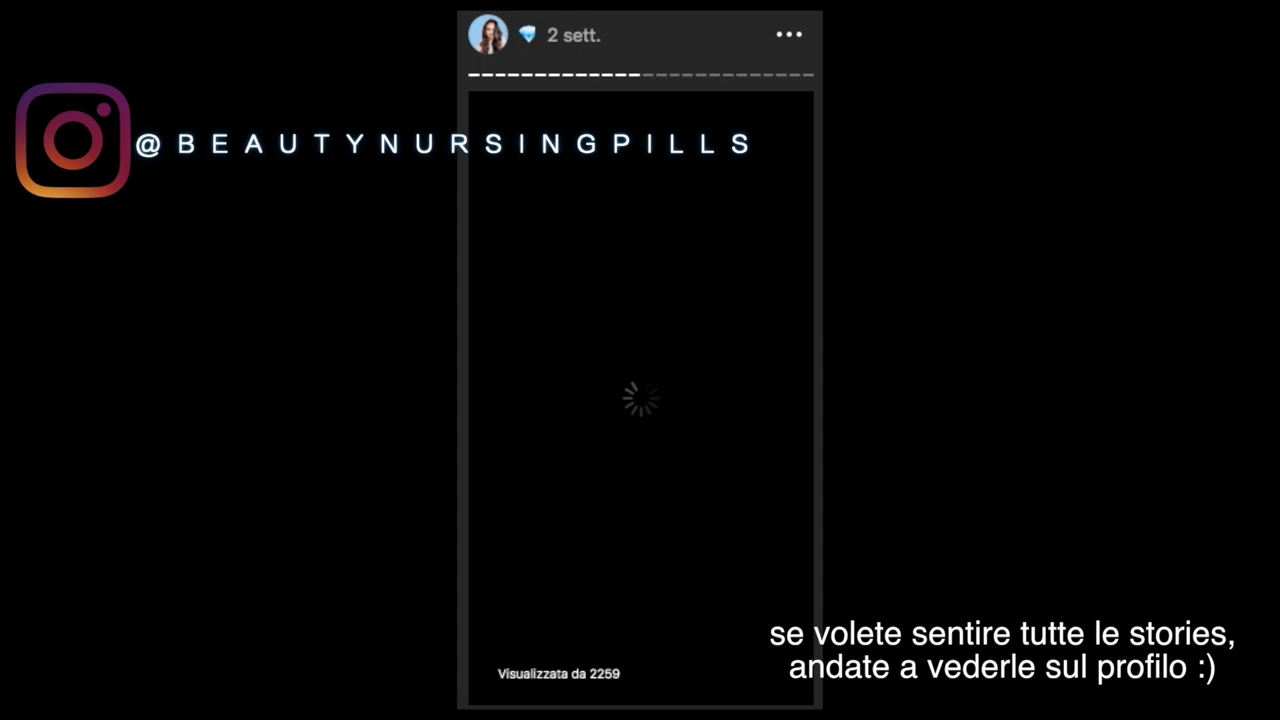 2 sett.
@BEAUTYNURSINGPILLS
Visualizzata da 2259
se volete sentire tutte le stories,
andate a vederle sul profilo :)